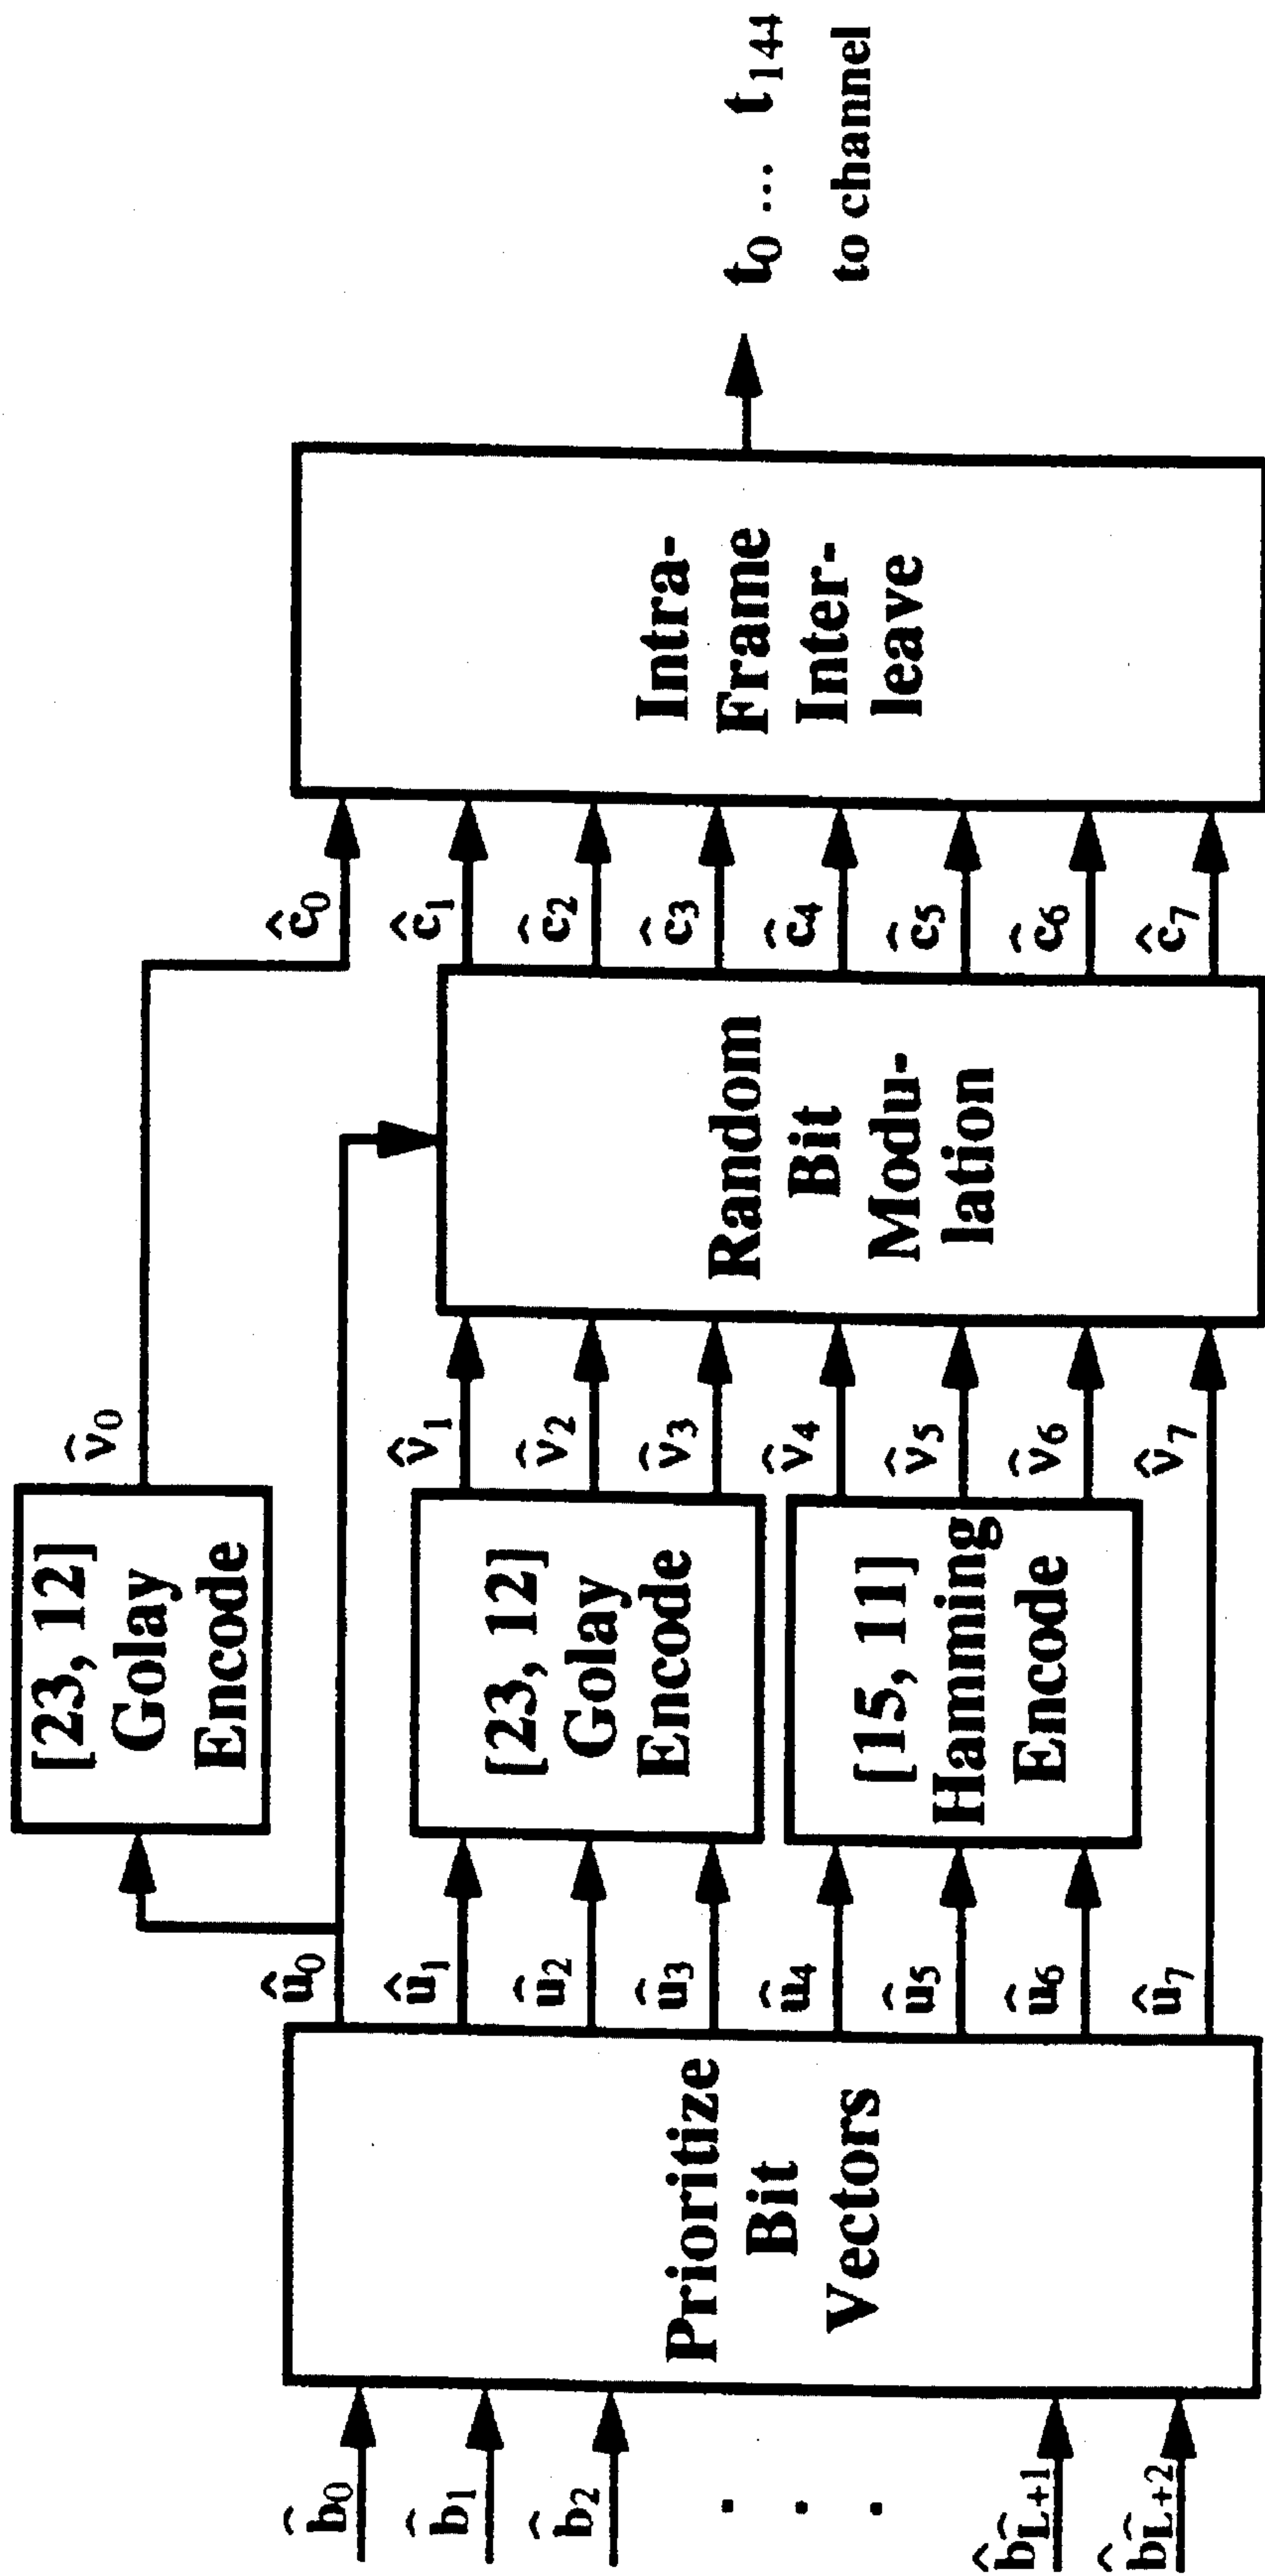 b̂₀
b̂₁
b̂₂
. . .
b̂_L̂+1
b̂_L̂+2
Prioritize
Bit
Vectors
û₀
û₁
û₂
û₃
û₄
û₅
û₆
û₇
[23, 12]
Golay
Encode
[23, 12]
Golay
Encode
[15, 11]
Hamming
Encode
v̂₀
v̂₁
v̂₂
v̂₃
v̂₄
v̂₅
v̂₆
v̂₇
Random
Bit
Modu-
lation
ĉ₀
ĉ₁
ĉ₂
ĉ₃
ĉ₄
ĉ₅
ĉ₆
ĉ₇
Intra-
Frame
Inter-
leave
t₀ ... t₁₄₄
to channel